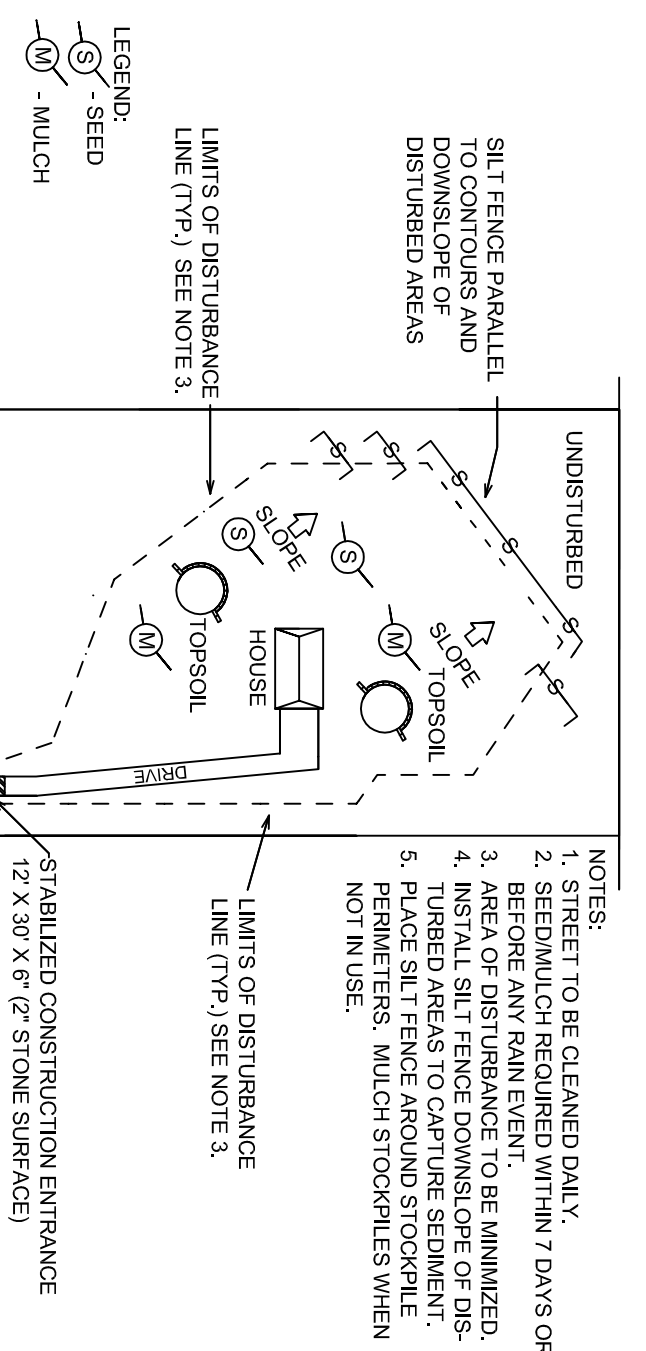 SILT FENCE PARALLEL
TO CONTOURS AND
DOWNSLOPE OF
DISTURBED AREAS
LIMITS OF DISTURBANCE
LINE (TYP.) SEE NOTE 3.
LEGEND:
S - SEED
M - MULCH
UNDISTURBED
S
S
S
S
S
S
SLOPE
SLOPE
S
S
M
M
TOPSOIL
TOPSOIL
HOUSE
DRIVE
NOTES:
1. STREET TO BE CLEANED DAILY.
2. SEED/MULCH REQUIRED WITHIN 7 DAYS OR
BEFORE ANY RAIN EVENT.
3. AREA OF DISTURBANCE TO BE MINIMIZED.
4. INSTALL SILT FENCE DOWNSLOPE OF DIS-
TURBED AREAS TO CAPTURE SEDIMENT.
5. PLACE SILT FENCE AROUND STOCKPILE
PERIMETERS. MULCH STOCKPILES WHEN
NOT IN USE.
LIMITS OF DISTURBANCE
LINE (TYP.) SEE NOTE 3.
STABILIZED CONSTRUCTION ENTRANCE
12' X 30' X 6" (2" STONE SURFACE)